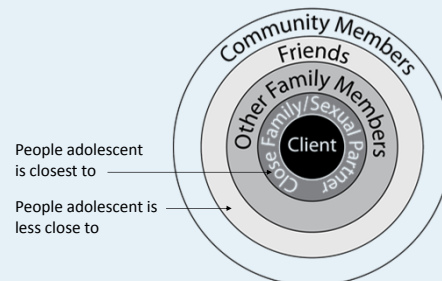 Community Members
Friends
Other Family Members
Close Family/Sexual Partner
Client
People adolescent
is closest to
People adolescent is
less close to